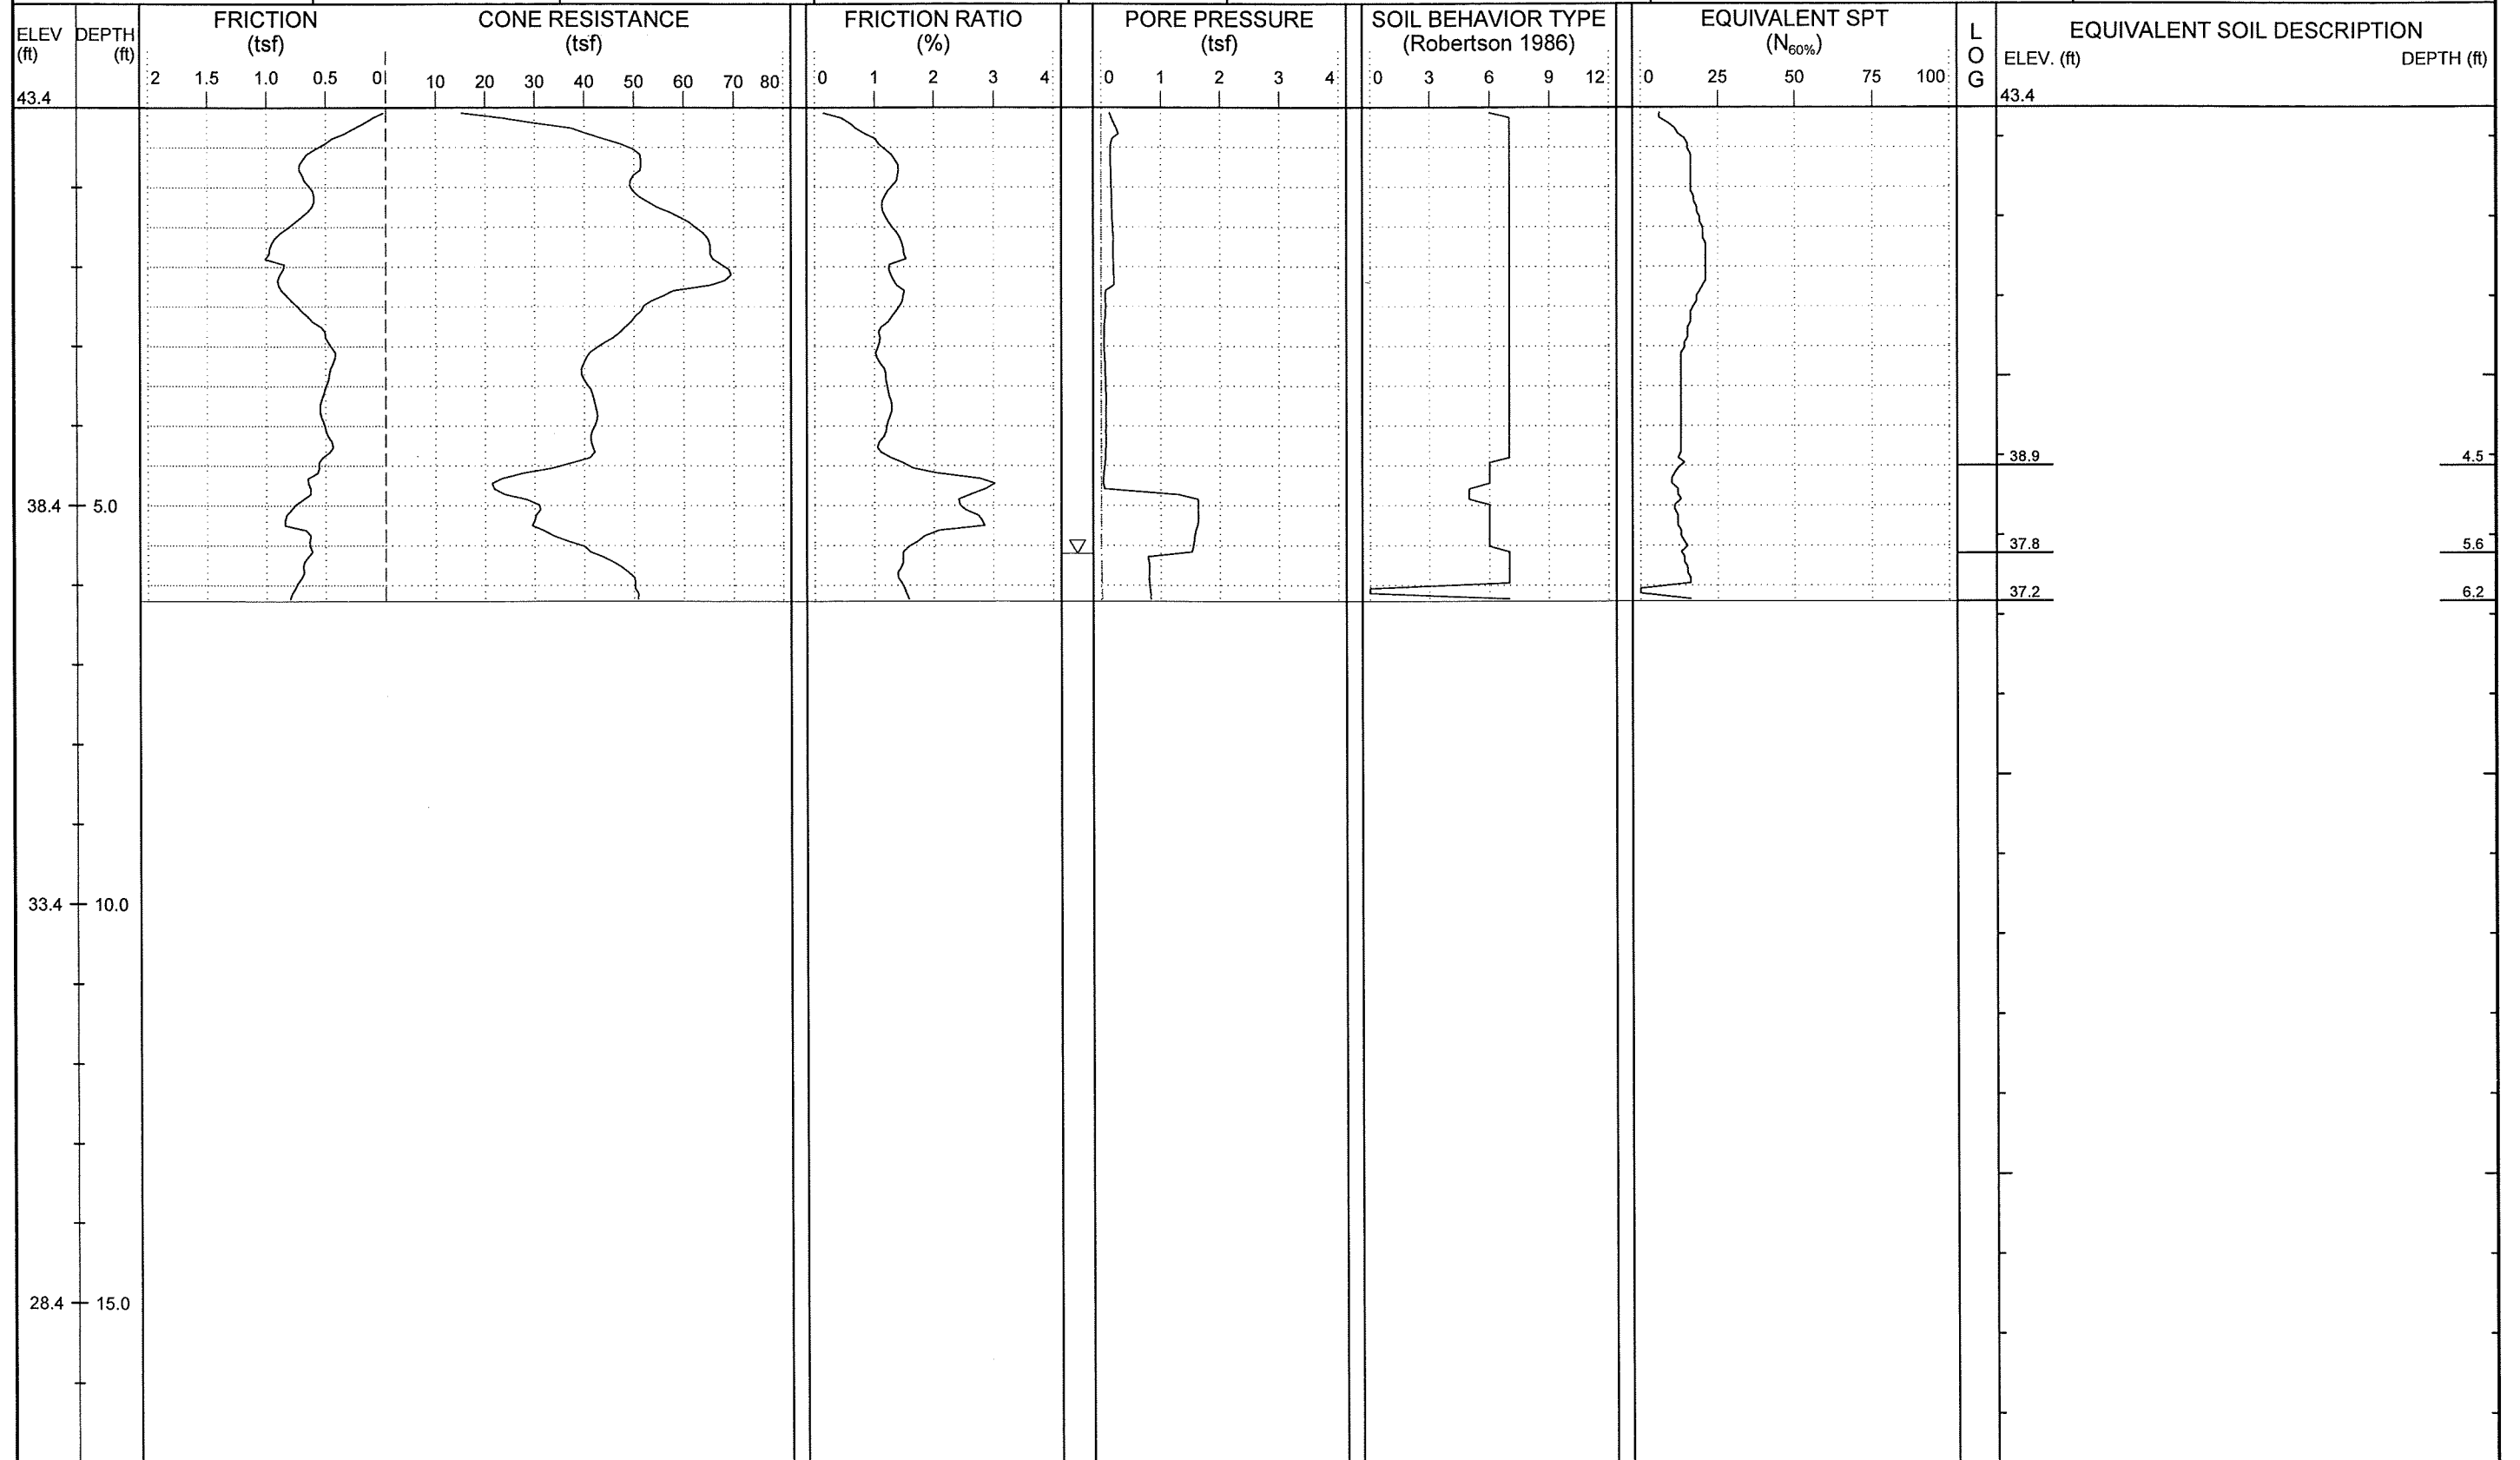 FRICTION CONE RESISTANCE FRICTION RATIO PORE PRESSURE SOIL BEHAVIOR TYPE EQUIVALENT SPT
ELEV DEPTH (tsf) (tsf) (%) (tsf) (Robertson 1986) (N60%) L EQUIVALENT SOIL DESCRIPTION
(ft) (ft) O ELEV. (ft) DEPTH (ft)
2 1.5 1.0 0.5 0 10 20 30 40 50 60 70 80 0 1 2 3 4 0 1 2 3 4 0 3 6 9 12 0 25 50 75 100 G
43.4 43.4
38.9 4.5
38.4 5.0
37.8 5.6
37.2 6.2
33.4 10.0
28.4 15.0